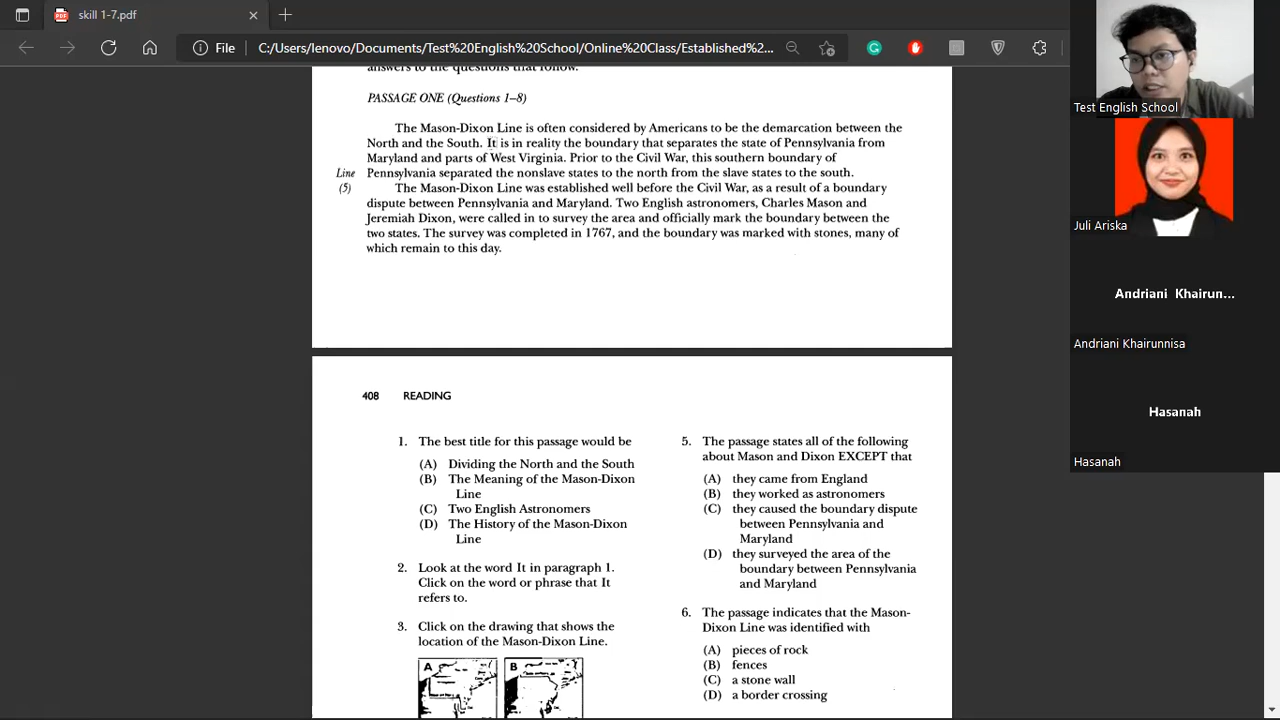 skill 1-7.pdf
File
C:/Users/lenovo/Documents/Test%20English%20School/Online%20Class/Established%2...
answers to the questions that follow.
PASSAGE ONE (Questions 1–8)
The Mason-Dixon Line is often considered by Americans to be the demarcation between the
North and the South. It is in reality the boundary that separates the state of Pennsylvania from
Maryland and parts of West Virginia. Prior to the Civil War, this southern boundary of
Line Pennsylvania separated the nonslave states to the north from the slave states to the south.
(5) The Mason-Dixon Line was established well before the Civil War, as a result of a boundary
dispute between Pennsylvania and Maryland. Two English astronomers, Charles Mason and
Jeremiah Dixon, were called in to survey the area and officially mark the boundary between the
two states. The survey was completed in 1767, and the boundary was marked with stones, many of
which remain to this day.
408 READING
1. The best title for this passage would be
(A) Dividing the North and the South
(B) The Meaning of the Mason-Dixon
Line
(C) Two English Astronomers
(D) The History of the Mason-Dixon
Line
2. Look at the word It in paragraph 1.
Click on the word or phrase that It
refers to.
3. Click on the drawing that shows the
location of the Mason-Dixon Line.
A
B
5. The passage states all of the following
about Mason and Dixon EXCEPT that
(A) they came from England
(B) they worked as astronomers
(C) they caused the boundary dispute
between Pennsylvania and
Maryland
(D) they surveyed the area of the
boundary between Pennsylvania
and Maryland
6. The passage indicates that the Mason-
Dixon Line was identified with
(A) pieces of rock
(B) fences
(C) a stone wall
(D) a border crossing
Test English School
Juli Ariska
Andriani Khairun...
Andriani Khairunnisa
Hasanah
Hasanah